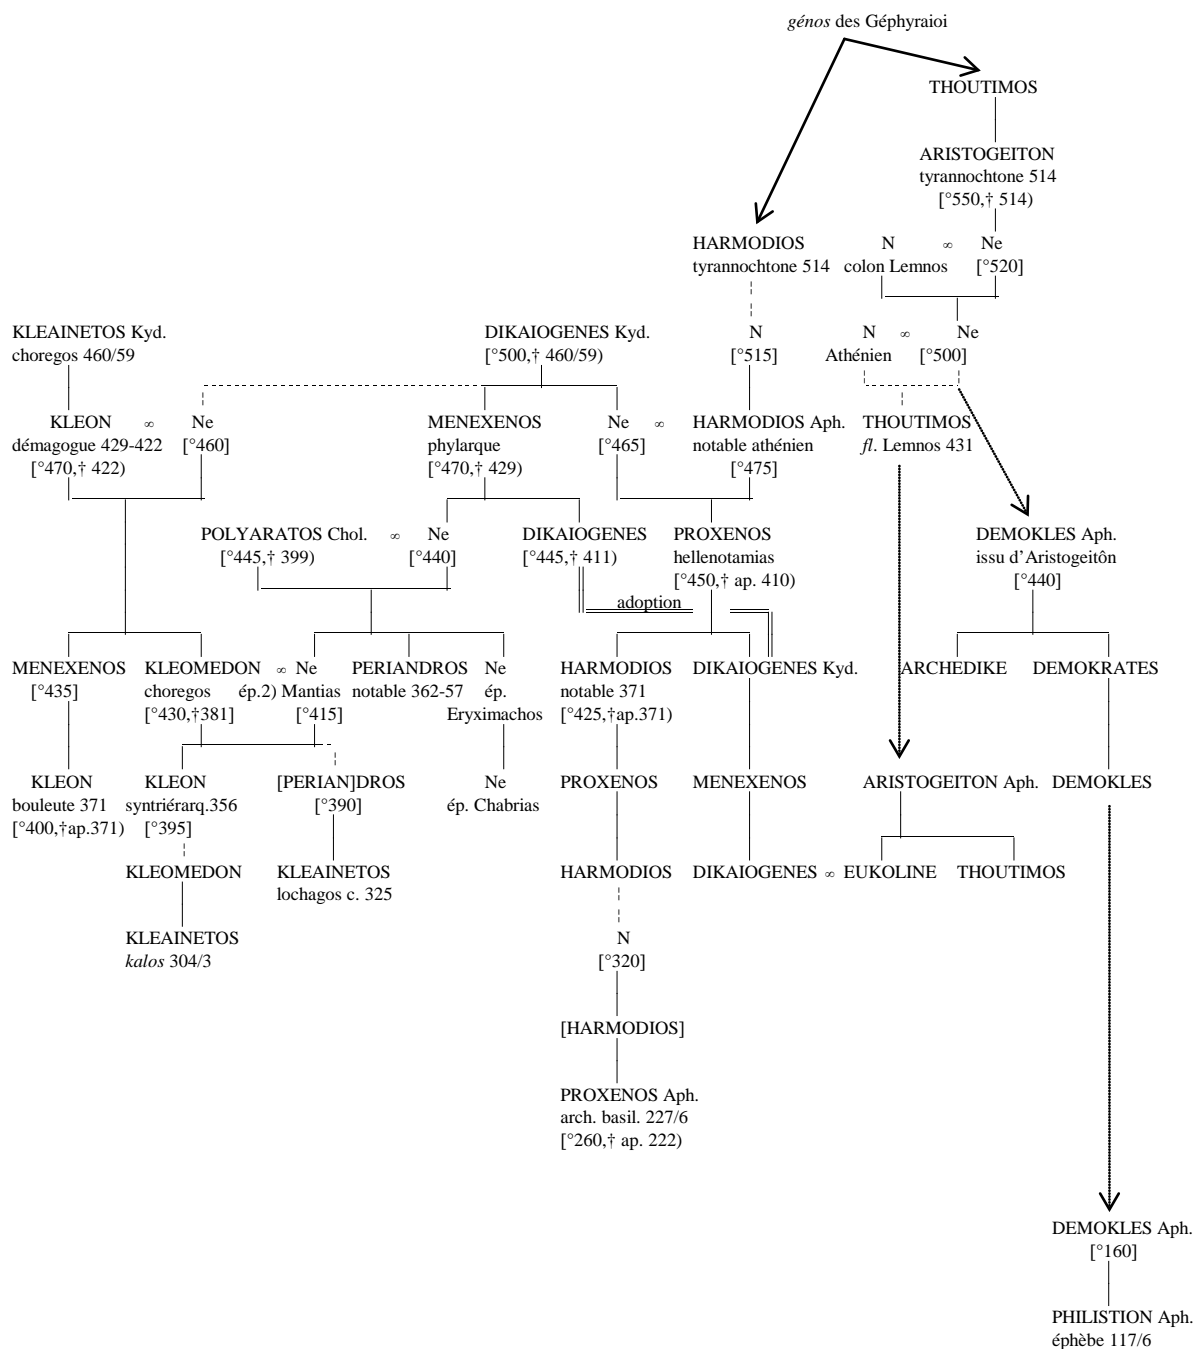 génos des Géphyraioi
THOUTIMOS
ARISTOGEITON
tyrannochtone 514
[°550,† 514)
HARMODIOS N ∞ Ne
tyrannochtone 514 colon Lemnos [°520]
KLEAINETOS Kyd. DIKAIOGENES Kyd. N N ∞ Ne
choregos 460/59 [°500,† 460/59) [°515] Athénien [°500]
KLEON ∞ Ne MENEXENOS Ne ∞ HARMODIOS Aph. THOUTIMOS
démagogue 429-422 [°460] phylarque [°465] notable athénien fl. Lemnos 431
[°470,† 422) [°470,† 429) [°475]
POLYARATOS Chol. ∞ Ne DIKAIOGENES PROXENOS DEMOKLES Aph.
[°445,† 399) [°440] [°445,† 411) hellenotamias issu d'Aristogeitôn
[°450,† ap. 410) [°440]
adoption
MENEXENOS KLEOMEDON ∞ Ne PERIANDROS Ne HARMODIOS DIKAIOGENES Kyd. ARCHEDIKE DEMOKRATES
[°435] choregos ép.2) Mantias notable 362-57 ép. notable 371
[°430,†381] [°415] Eryximachos [°425,†ap.371)
KLEON KLEON [PERIAN]DROS Ne PROXENOS MENEXENOS ARISTOGEITON Aph. DEMOKLES
bouleute 371 syntriérarq.356 [°390] ép. Chabrias
[°400,†ap.371) [°395]
KLEOMEDON KLEAINETOS HARMODIOS DIKAIOGENES ∞ EUKOLINE THOUTIMOS
lochagos c. 325
KLEAINETOS N
kalos 304/3 [°320]
[HARMODIOS]
PROXENOS Aph.
arch. basil. 227/6
[°260,† ap. 222)
DEMOKLES Aph.
[°160]
PHILISTION Aph.
éphèbe 117/6